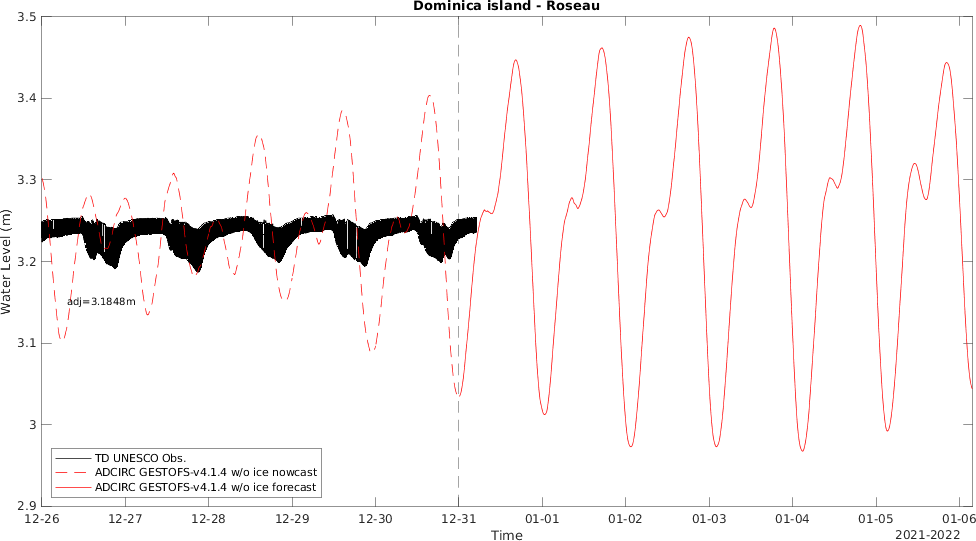 Dominica island - Roseau
3.5
3.4
3.3
3.2
3.1
3
2.9
Water Level (m)
adj=3.1848m
TD UNESCO Obs.
ADCIRC GESTOFS-v4.1.4 w/o ice nowcast
ADCIRC GESTOFS-v4.1.4 w/o ice forecast
12-26 12-27 12-28 12-29 12-30 12-31 01-01 01-02 01-03 01-04 01-05 01-06
Time
2021-2022